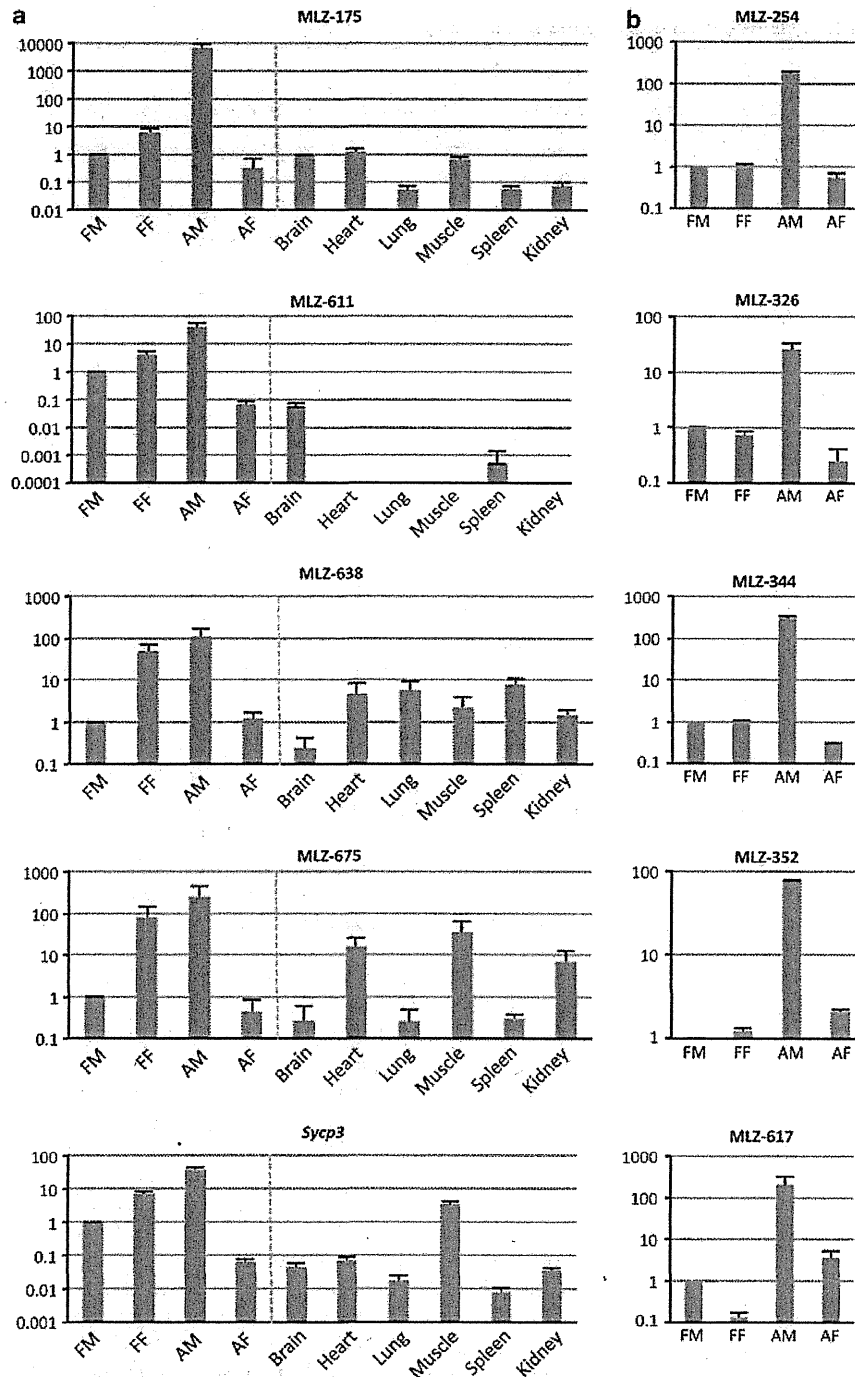 a
MLZ-175
10000
10000
1000
100
10
1
0.1
0.01
FM FF AM AF Brain Heart Lung Muscle Spleen Kidney
b
MLZ-254
1000
100
10
1
0.1
FM FF AM AF
MLZ-611
100
10
1
0.1
0.01
0.001
0.0001
FM FF AM AF Brain Heart Lung Muscle Spleen Kidney
MLZ-326
100
10
1
0.1
FM FF AM AF
MLZ-638
1000
100
10
1
0.1
FM FF AM AF Brain Heart Lung Muscle Spleen Kidney
MLZ-344
1000
100
10
1
0.1
FM FF AM AF
MLZ-675
1000
100
10
1
0.1
FM FF AM AF Brain Heart Lung Muscle Spleen Kidney
MLZ-352
100
10
1
FM FF AM AF
Sycp3
100
10
1
0.1
0.01
0.001
FM FF AM AF Brain Heart Lung Muscle Spleen Kidney
MLZ-617
1000
100
10
1
0.1
FM FF AM AF